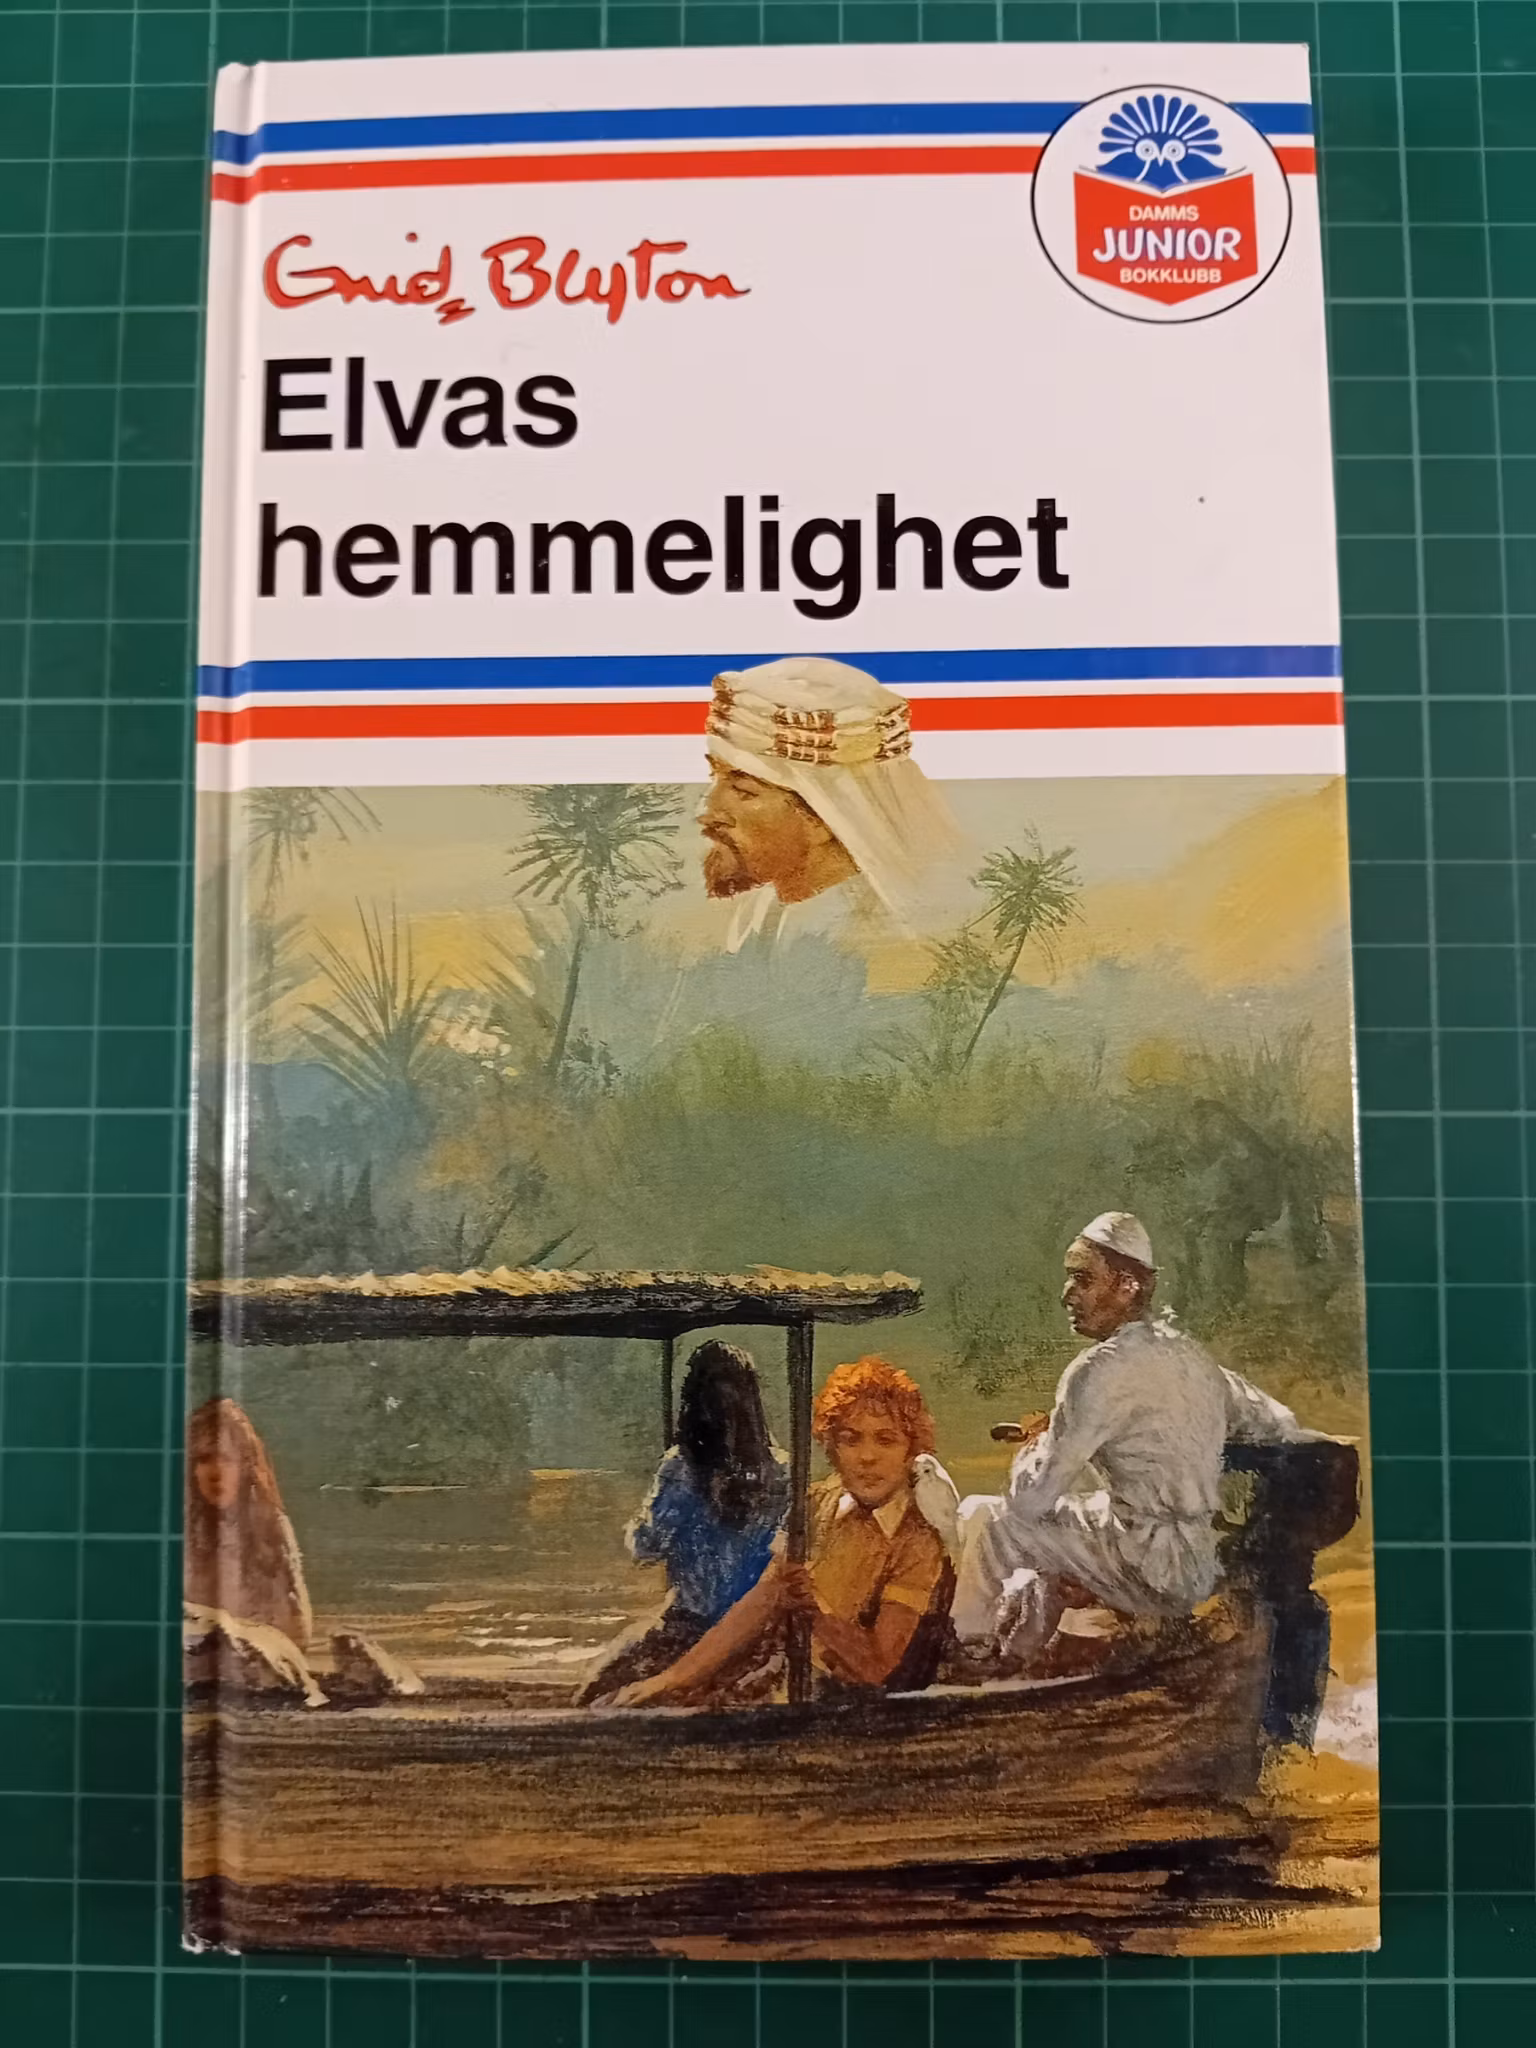 DAMMS
JUNIOR
BOKKLUBB
Enid Blyton
Elvas
hemmelighet